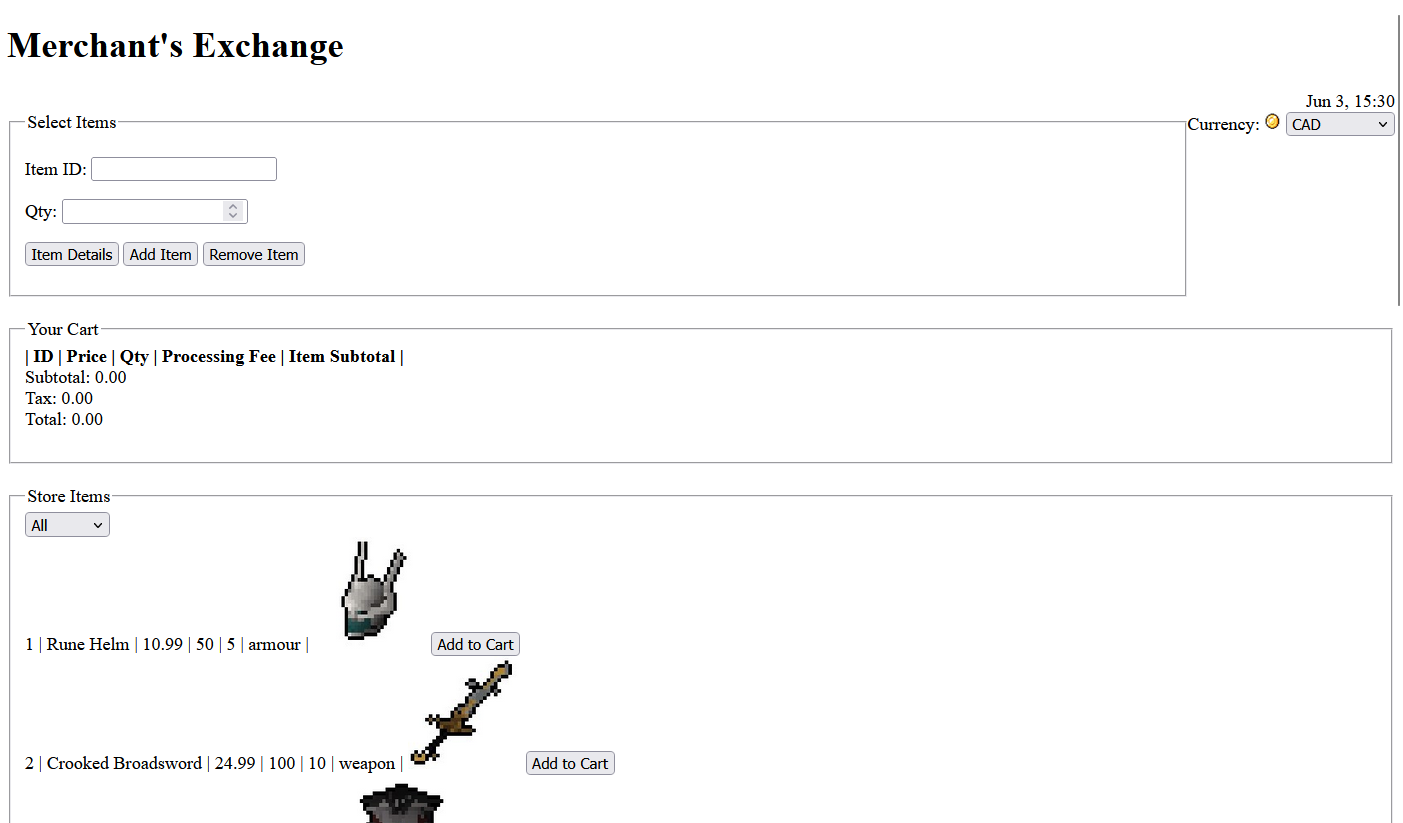 Merchant's Exchange
Jun 3, 15:30
Currency: CAD
Select Items
Item ID:
Qty:
Item Details Add Item Remove Item
Your Cart
| ID | Price | Qty | Processing Fee | Item Subtotal |
Subtotal: 0.00
Tax: 0.00
Total: 0.00
Store Items
All
1 | Rune Helm | 10.99 | 50 | 5 | armour | Add to Cart
2 | Crooked Broadsword | 24.99 | 100 | 10 | weapon | Add to Cart